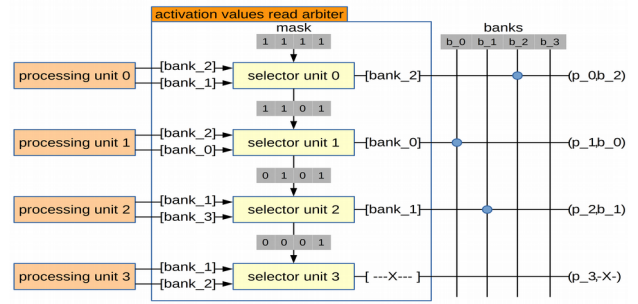 activation values read arbiter
mask
banks
1 1 1 1
b_0 b_1 b_2 b_3
processing unit 0
[bank_2]
[bank_1]
selector unit 0
[bank_2]
(p_0,b_2)
1 1 0 1
processing unit 1
[bank_2]
[bank_0]
selector unit 1
[bank_0]
(p_1,b_0)
0 1 0 1
processing unit 2
[bank_1]
[bank_3]
selector unit 2
[bank_1]
(p_2,b_1)
0 0 0 1
processing unit 3
[bank_1]
[bank_2]
selector unit 3
[ ---X--- ]
(p_3,-X-)